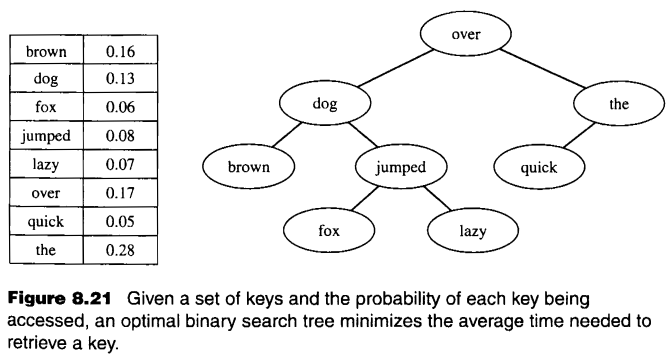 brown 0.16
dog 0.13
fox 0.06
jumped 0.08
lazy 0.07
over 0.17
quick 0.05
the 0.28
over
dog
the
brown
jumped
quick
fox
lazy
Figure 8.21 Given a set of keys and the probability of each key being
accessed, an optimal binary search tree minimizes the average time needed to
retrieve a key.